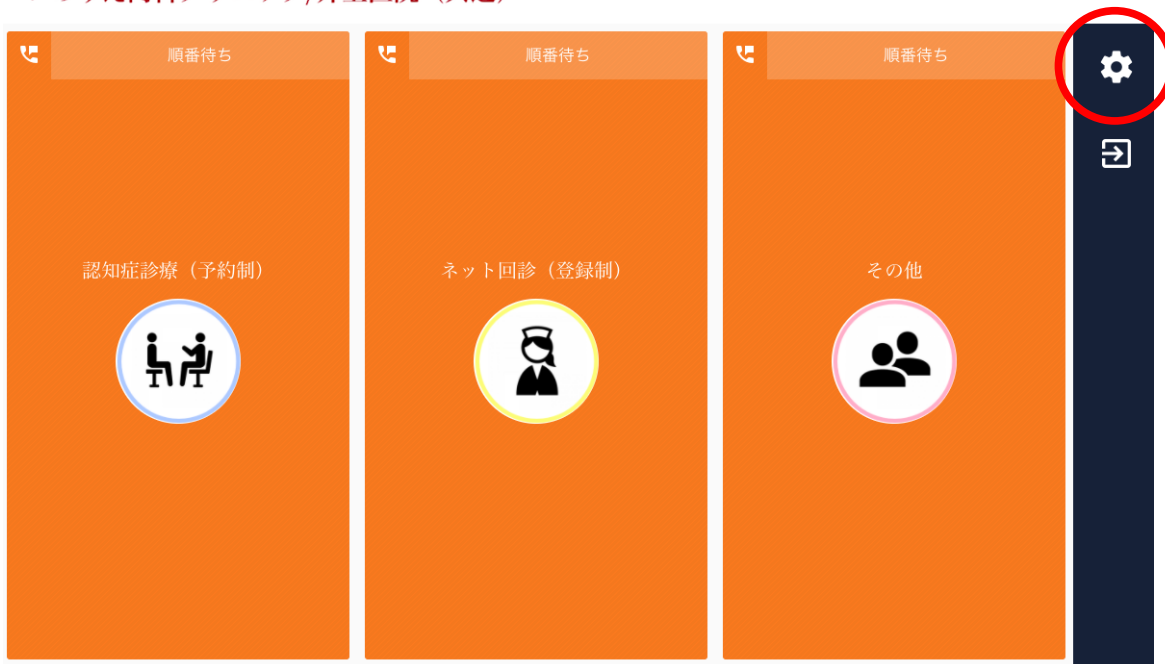 順番待ち
順番待ち
順番待ち
認知症診療（予約制）
ネット回診（登録制）
その他